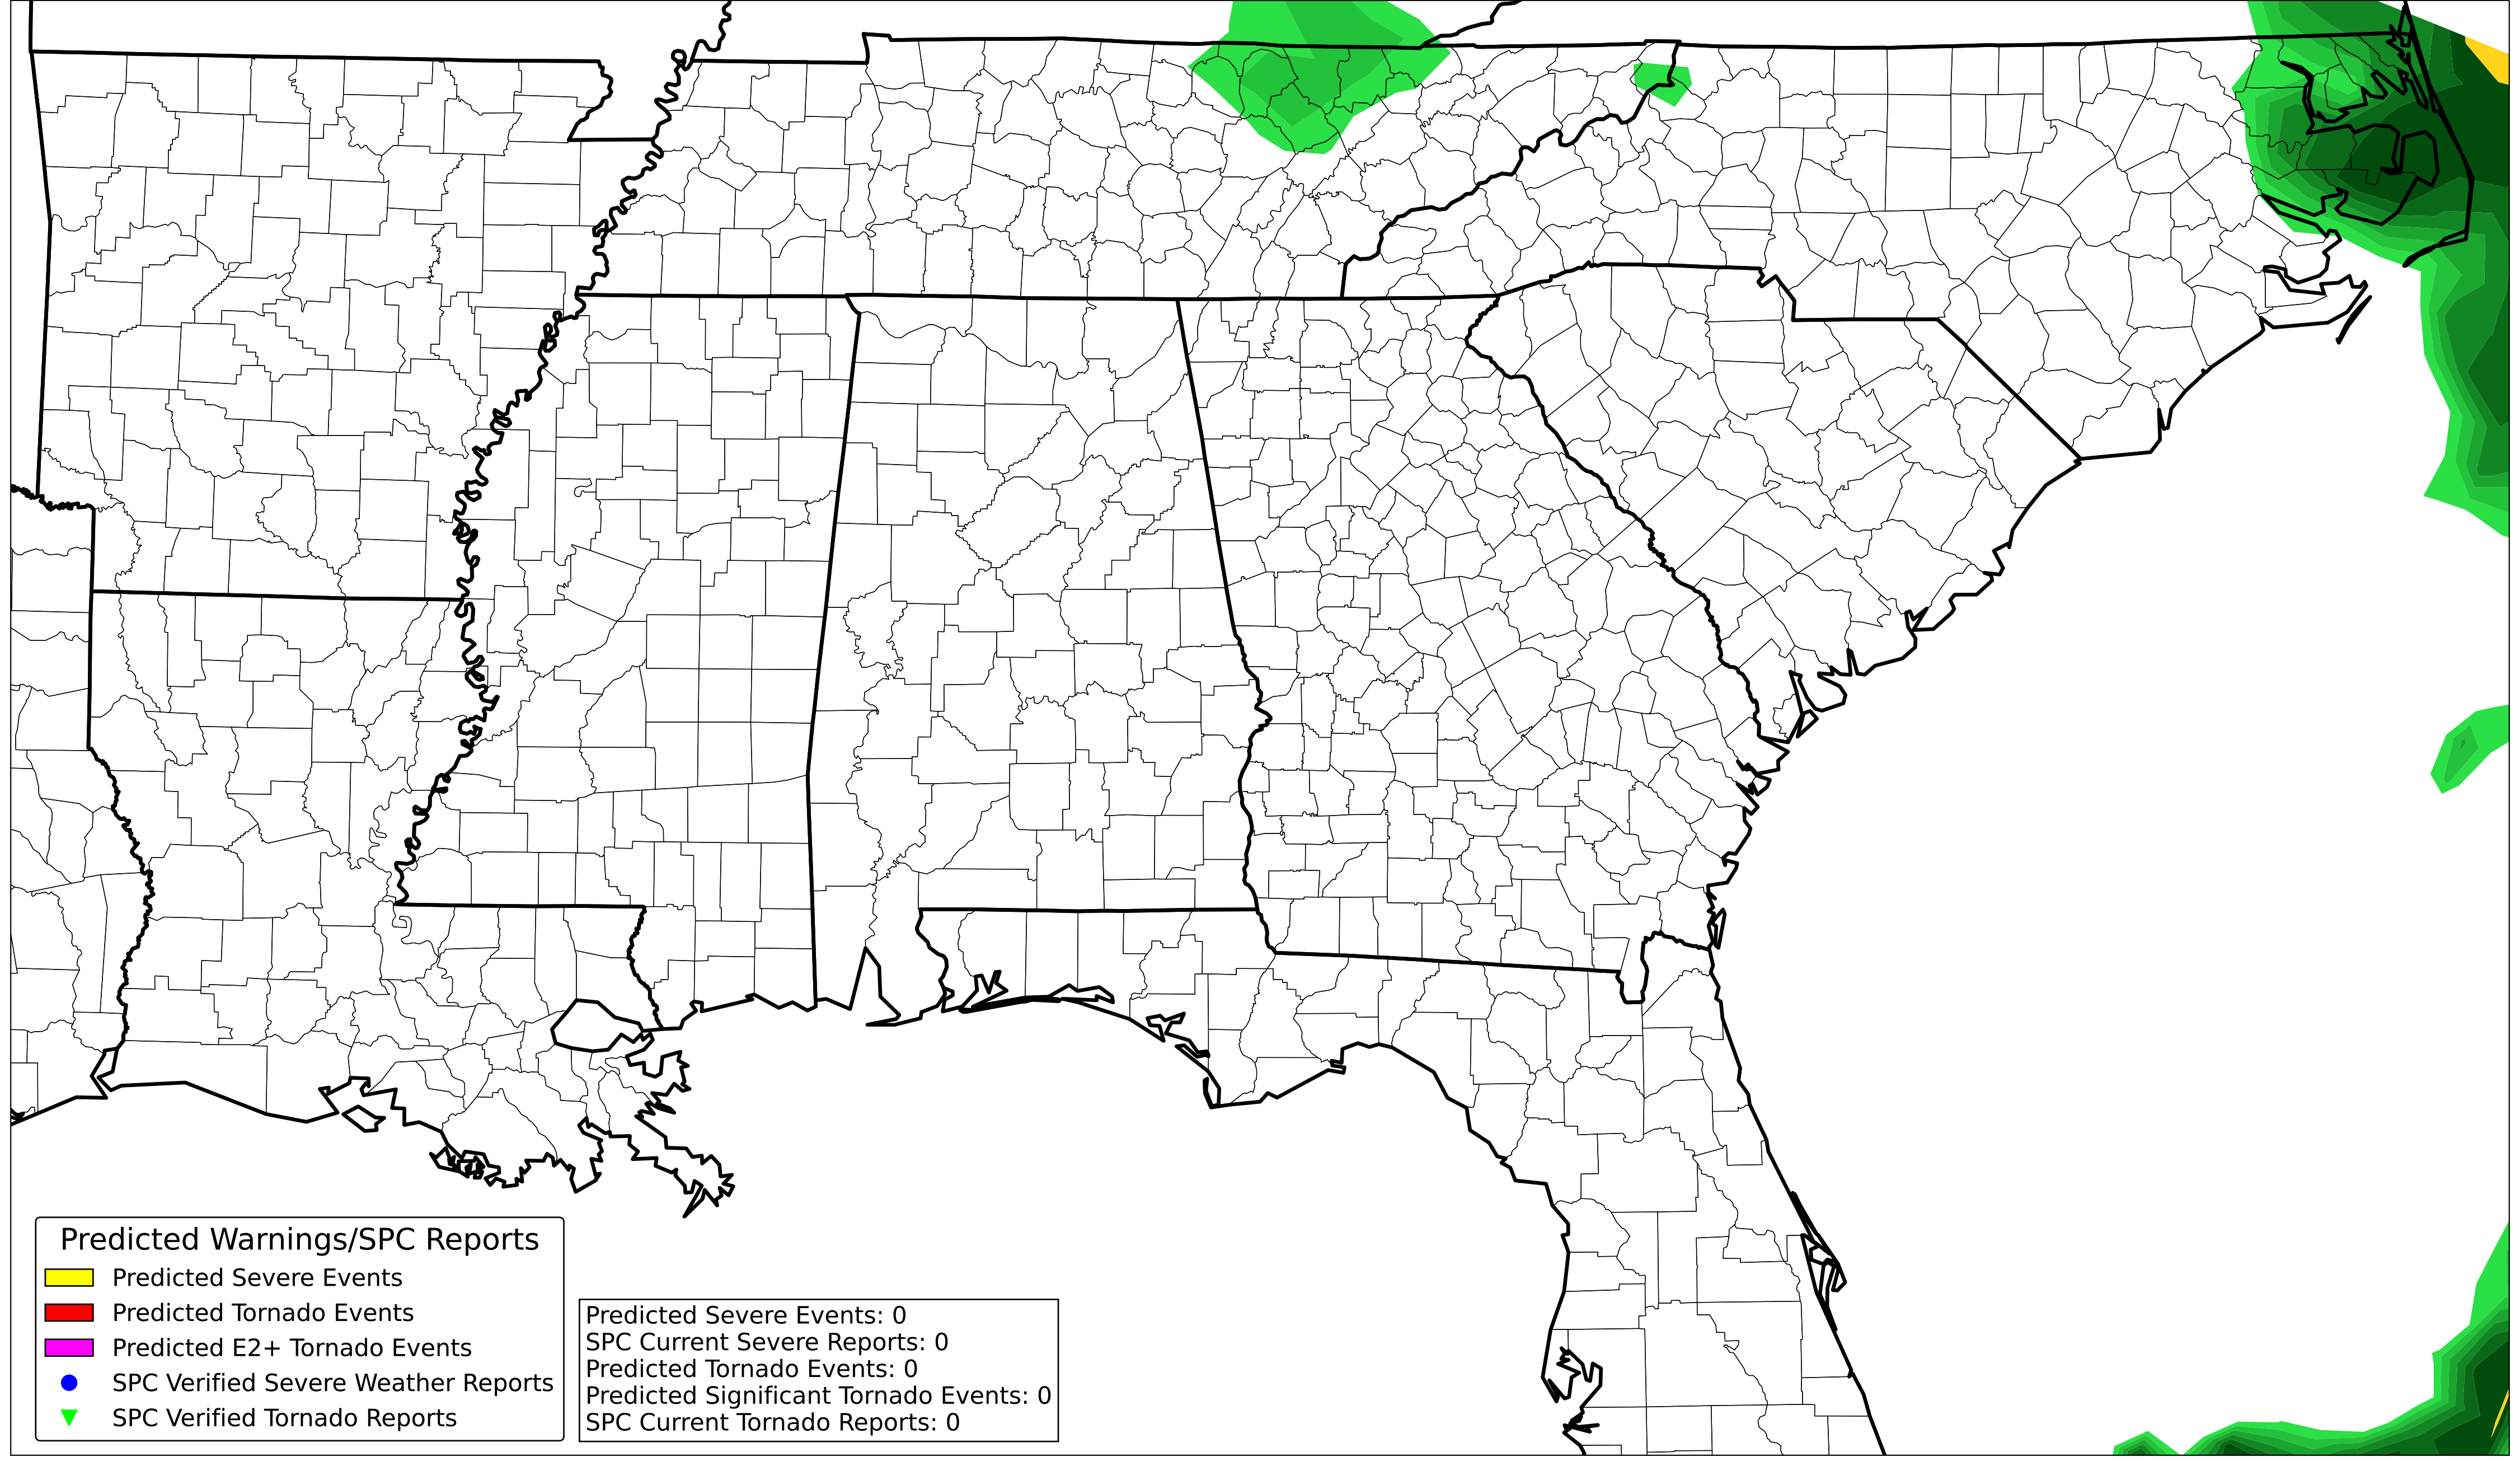 Predicted Warnings/SPC Reports
Predicted Severe Events
Predicted Tornado Events
Predicted E2+ Tornado Events
SPC Verified Severe Weather Reports
SPC Verified Tornado Reports
Predicted Severe Events: 0
SPC Current Severe Reports: 0
Predicted Tornado Events: 0
Predicted Significant Tornado Events: 0
SPC Current Tornado Reports: 0